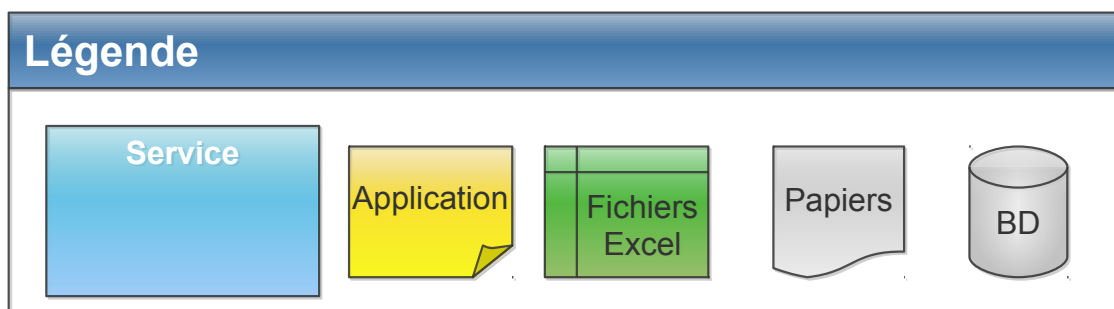 Légende
Service
Application
Fichiers
Excel
Papiers
BD